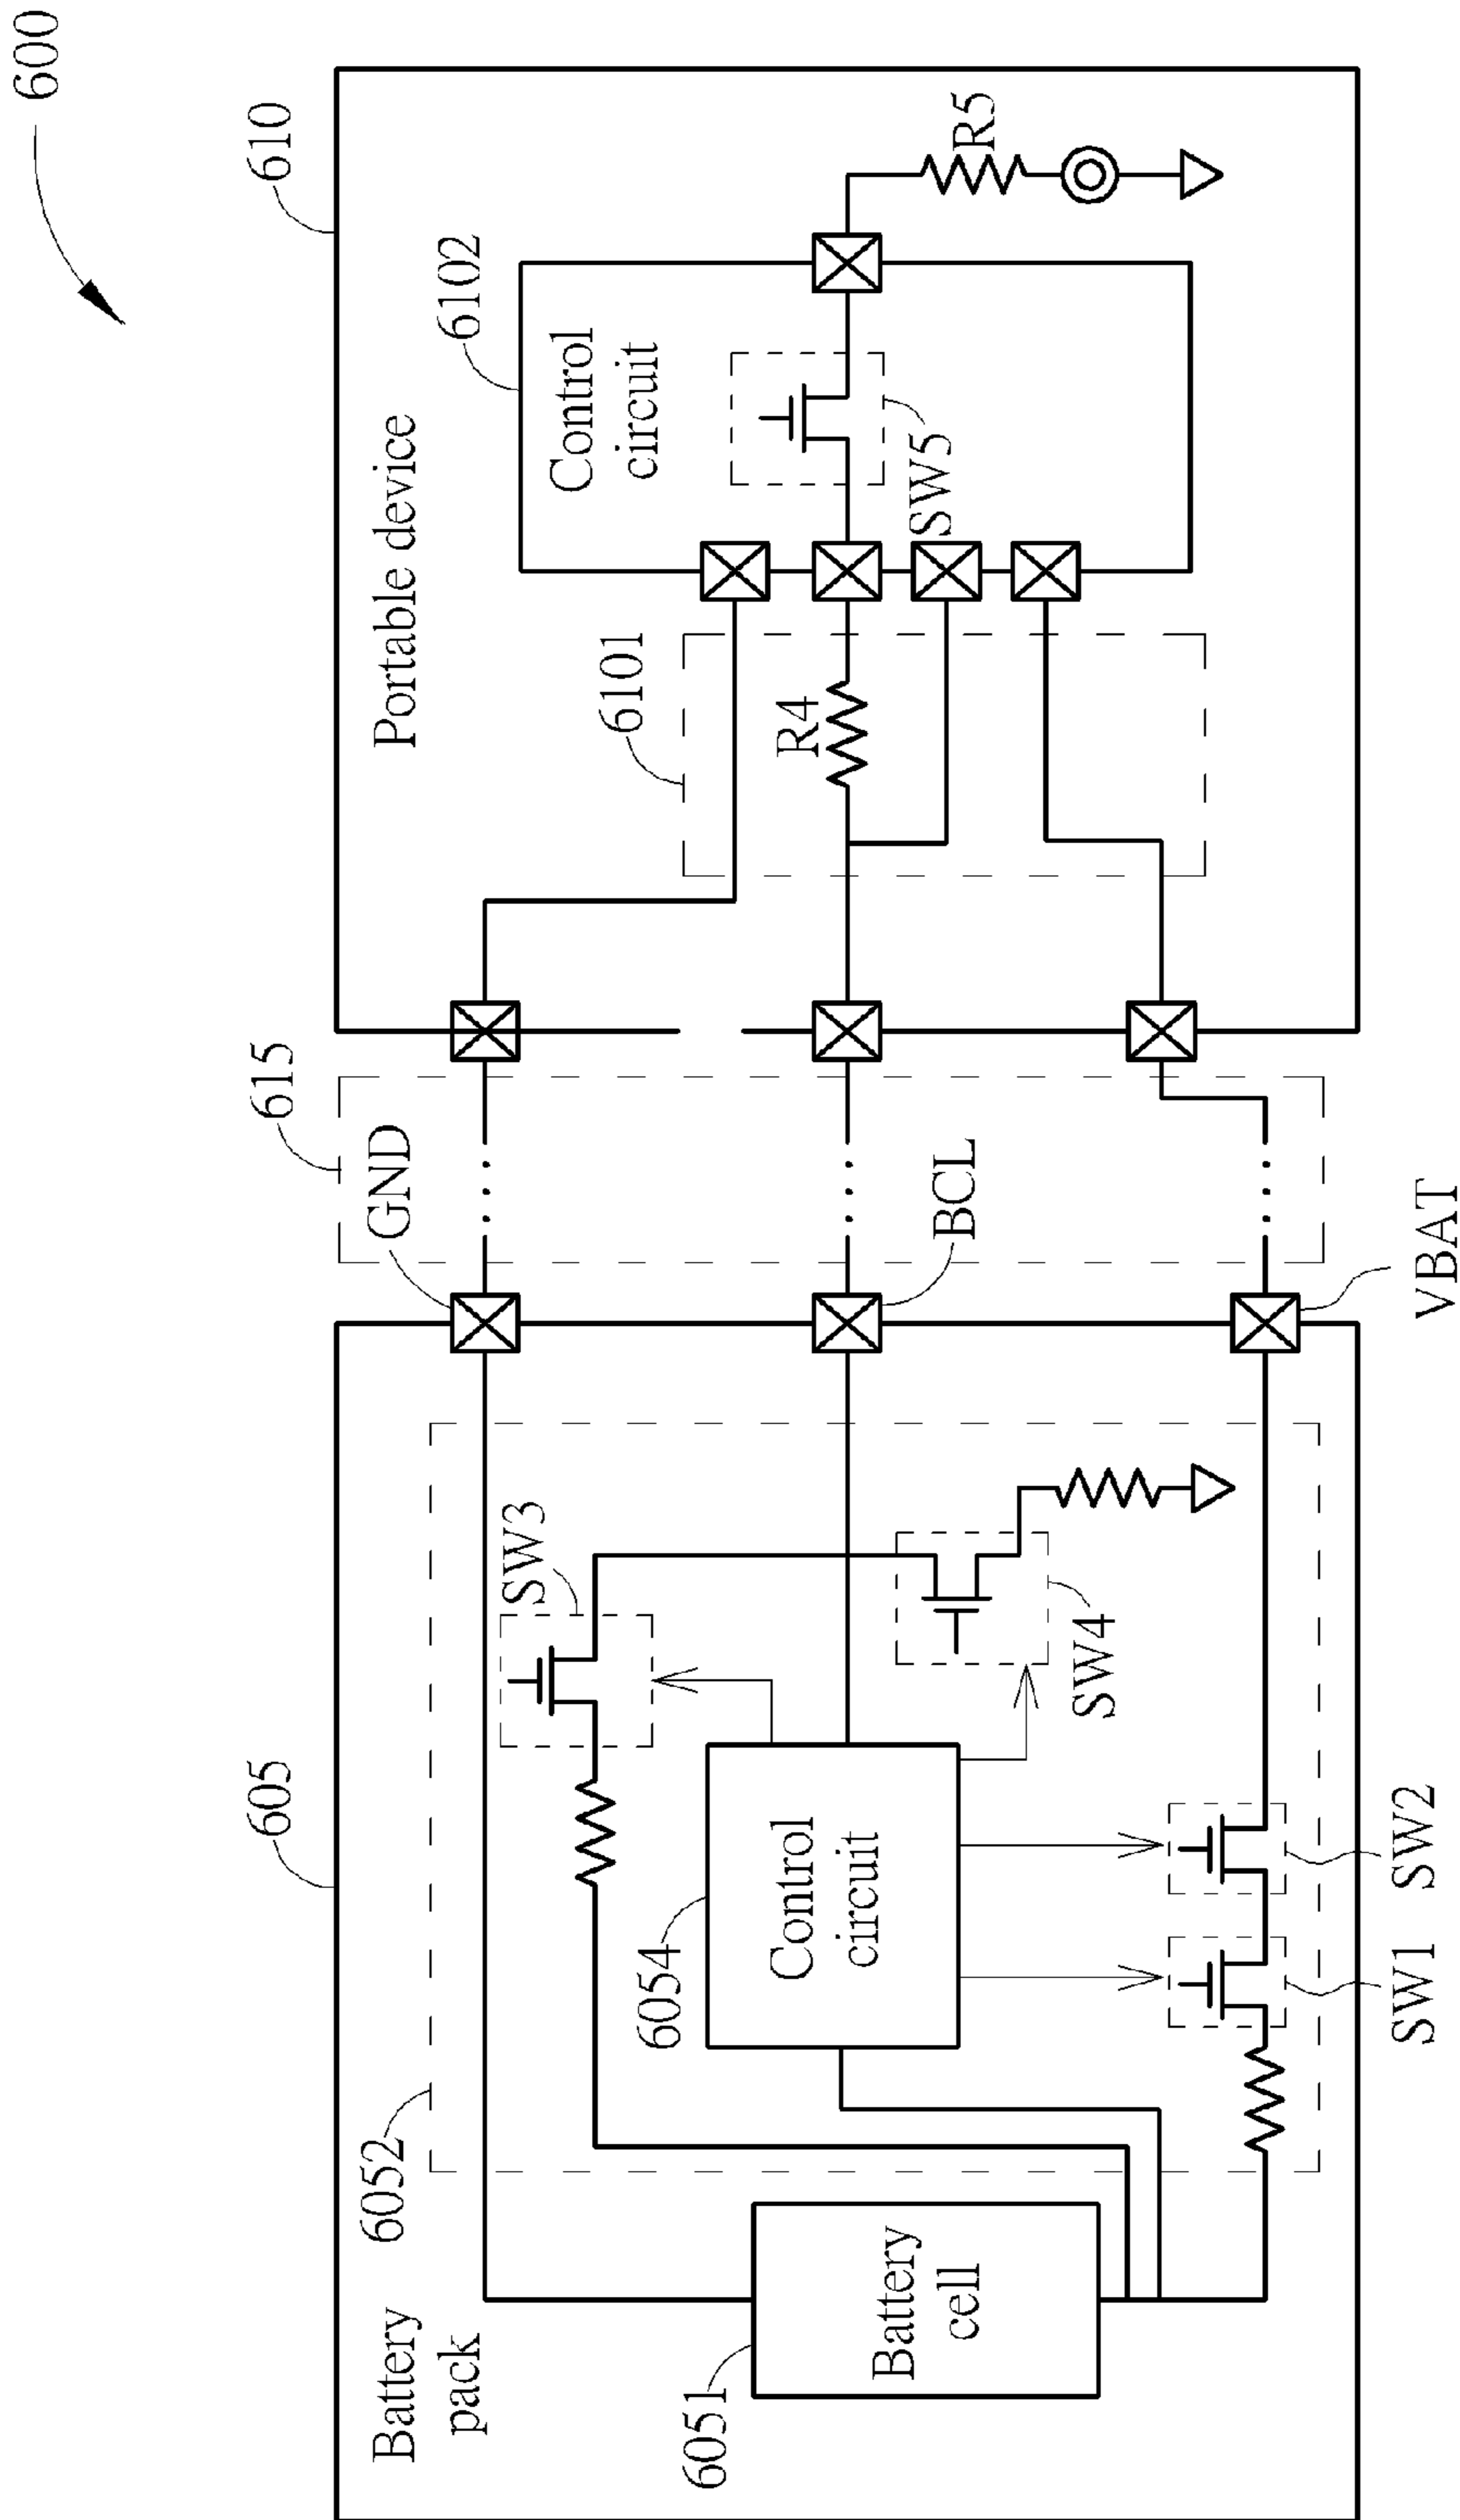 600
605
Battery
pack
6052
6051
Battery
cell
6054
Control
circuit
SW3
SW4
SW1
SW2
615
GND
BCL
VBAT
610
Portable device
6101
R4
6102
Control
circuit
SW5
R5